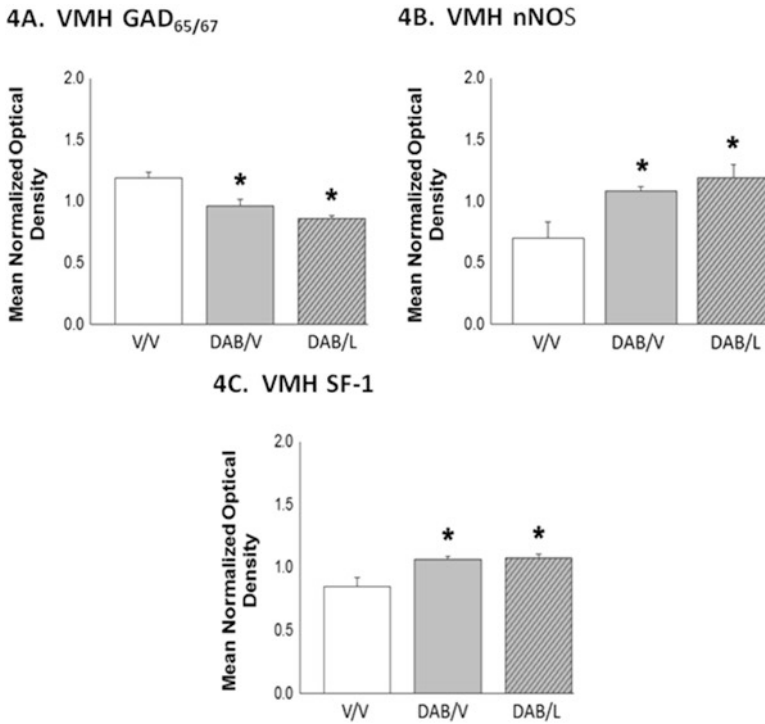 4A. VMH GAD65/67
Mean Normalized Optical
Density
2.0
1.5
1.0
0.5
0.0
*
*
V/V DAB/V DAB/L
4B. VMH nNOS
Mean Normalized Optical
Density
2.0
1.5
1.0
0.5
0.0
*
*
V/V DAB/V DAB/L
4C. VMH SF-1
Mean Normalized Optical
Density
2.0
1.5
1.0
0.5
0.0
* *
V/V DAB/V DAB/L